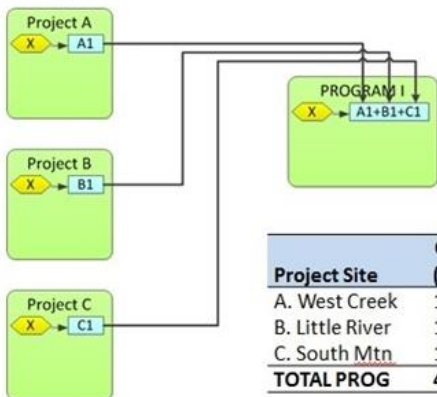 Project A
X A1
PROGRAM I
X A1+B1+C1
Project B
X B1
Project C
X C1
Project Site
A. West Creek
B. Little River
C. South Mtn
TOTAL PROG